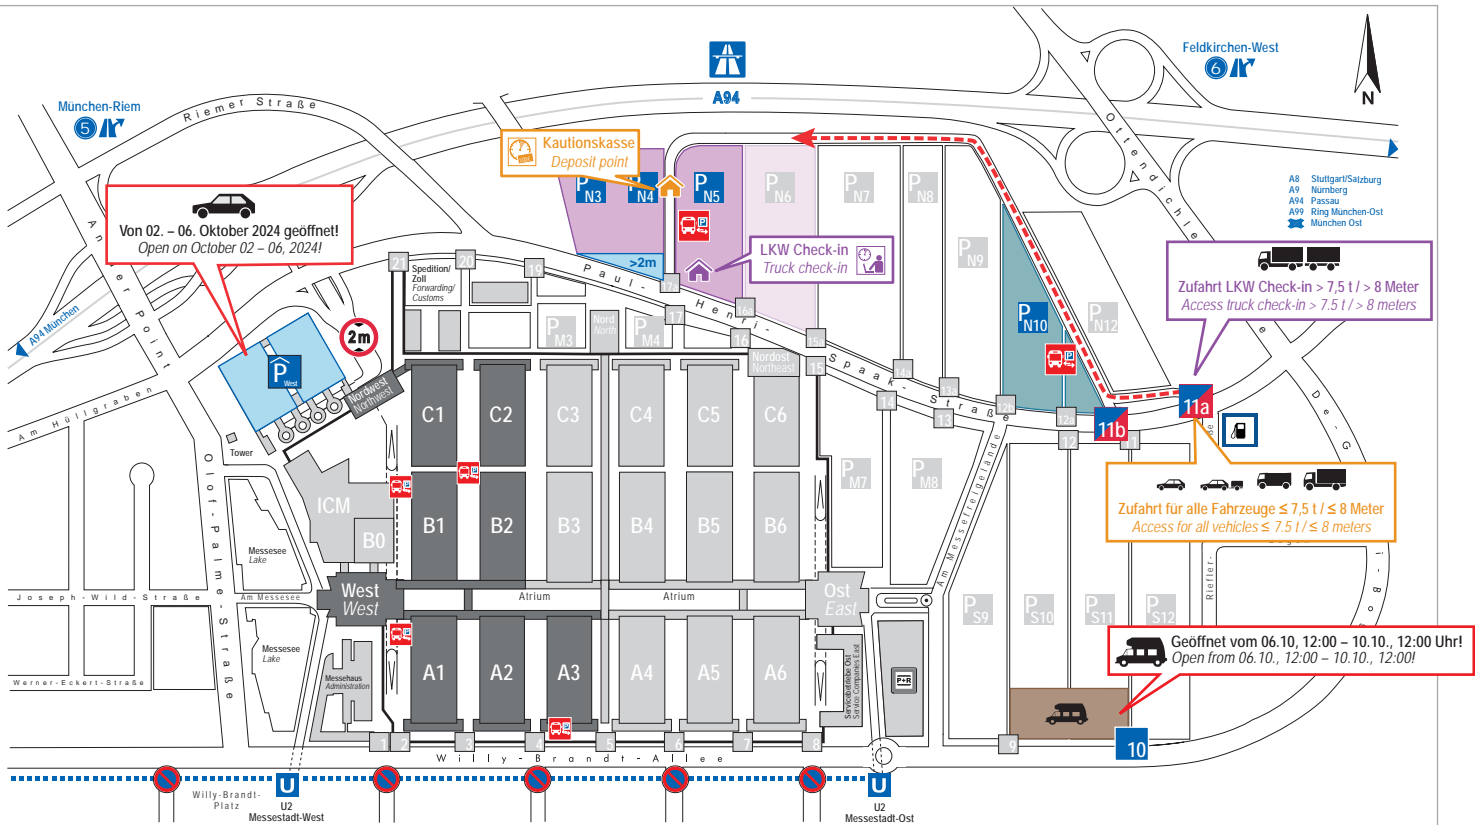 Feldkirchen-West
6
A94
N
München-Riem
5
Riemer Straße
Ottendichler
Kautionskasse
Deposit point
A8 Stuttgart/Salzburg
A9 Nürnberg
A94 Passau
A99 Ring München-Ost
München Ost
P N3
P N4
P N5
P N6
P N7
P N8
Von 02. – 06. Oktober 2024 geöffnet!
Open on October 02 – 06, 2024!
LKW Check-in
Truck check-in
P N9
Zufahrt LKW Check-in > 7,5 t / > 8 Meter
Access truck check-in > 7.5 t / > 8 meters
21
20
19
Spedition/
Zoll
Forwarding/
Customs
>2m
17a
Paul-Henri-Spaak-Straße
A94 München
2m
P M3
Nord
North
P M4
17
16a
16
15a
P N10
P N12
P West
Nordwest
Northwest
Nordost
Northeast
15
14a
14
13a
13
12b
12a
11b
11a
12
11
Am Hüllgraben
Tower
Olof-Palme-Straße
C1
C2
C3
C4
C5
C6
P M7
P M8
Am Messefreigelände
De-G
Zufahrt für alle Fahrzeuge ≤ 7,5 t / ≤ 8 Meter
Access for all vehicles ≤ 7.5 t / ≤ 8 meters
ICM
B0
B1
B2
B3
B4
B5
B6
Messesee
Lake
Joseph-Wild-Straße
Am Messesee
West
West
Atrium
Atrium
Ost
East
P S9
P S10
P S11
P S12
Riefler-
Messesee
Lake
Werner-Eckert-Straße
Messehaus
Administration
A1
A2
A3
A4
A5
A6
Servicebetriebe Ost
Service Companies East
P+R
Geöffnet vom 06.10, 12:00 – 10.10., 12:00 Uhr!
Open from 06.10., 12:00 – 10.10., 12:00!
1
2
3
4
5
6
7
8
9
10
Willy-Brandt-Allee
Willy-Brandt-
Platz
U
U2
Messestadt-West
U
U2
Messestadt-Ost